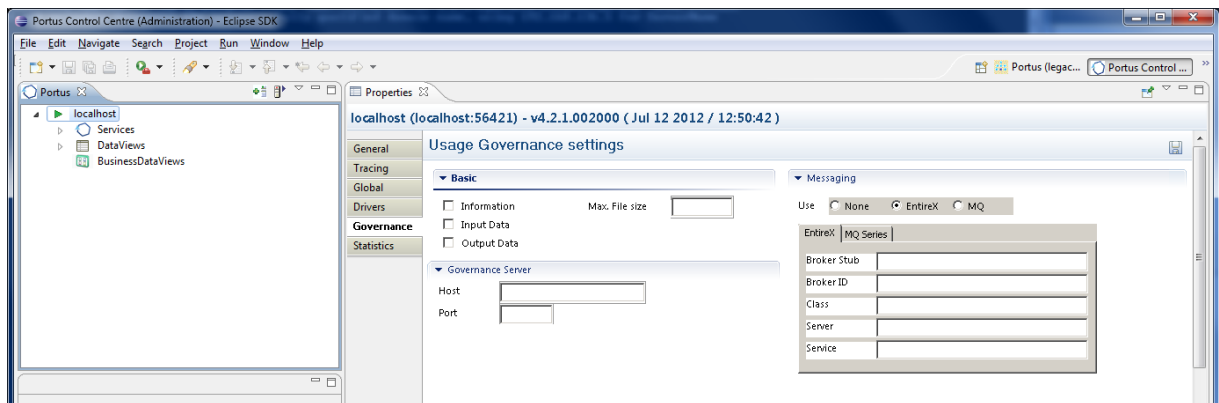 Portus Control Centre (Administration) - Eclipse SDK
File Edit Navigate Search Project Run Window Help
Portus (legac... Portus Control ... »
Portus
localhost
Services
DataViews
BusinessDataViews
Properties
localhost (localhost:56421) - v4.2.1.002000 ( Jul 12 2012 / 12:50:42 )
General
Tracing
Global
Drivers
Governance
Statistics
Usage Governance settings
Basic
Information Max. File size
Input Data
Output Data
Governance Server
Host
Port
Messaging
Use None EntireX MQ
EntireX MQ Series
Broker Stub
Broker ID
Class
Server
Service